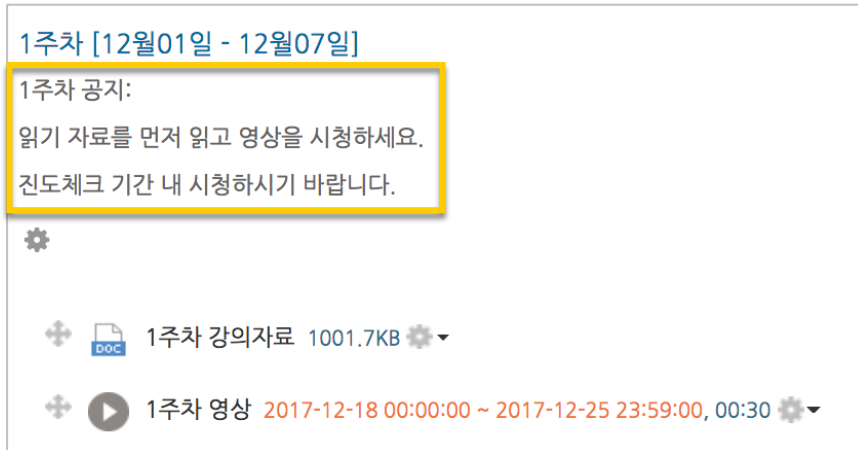 1주차 [12월01일 - 12월07일]
1주차 공지:
읽기 자료를 먼저 읽고 영상을 시청하세요.
진도체크 기간 내 시청하시기 바랍니다.
DOC 1주차 강의자료 1001.7KB
1주차 영상 2017-12-18 00:00:00 ~ 2017-12-25 23:59:00, 00:30